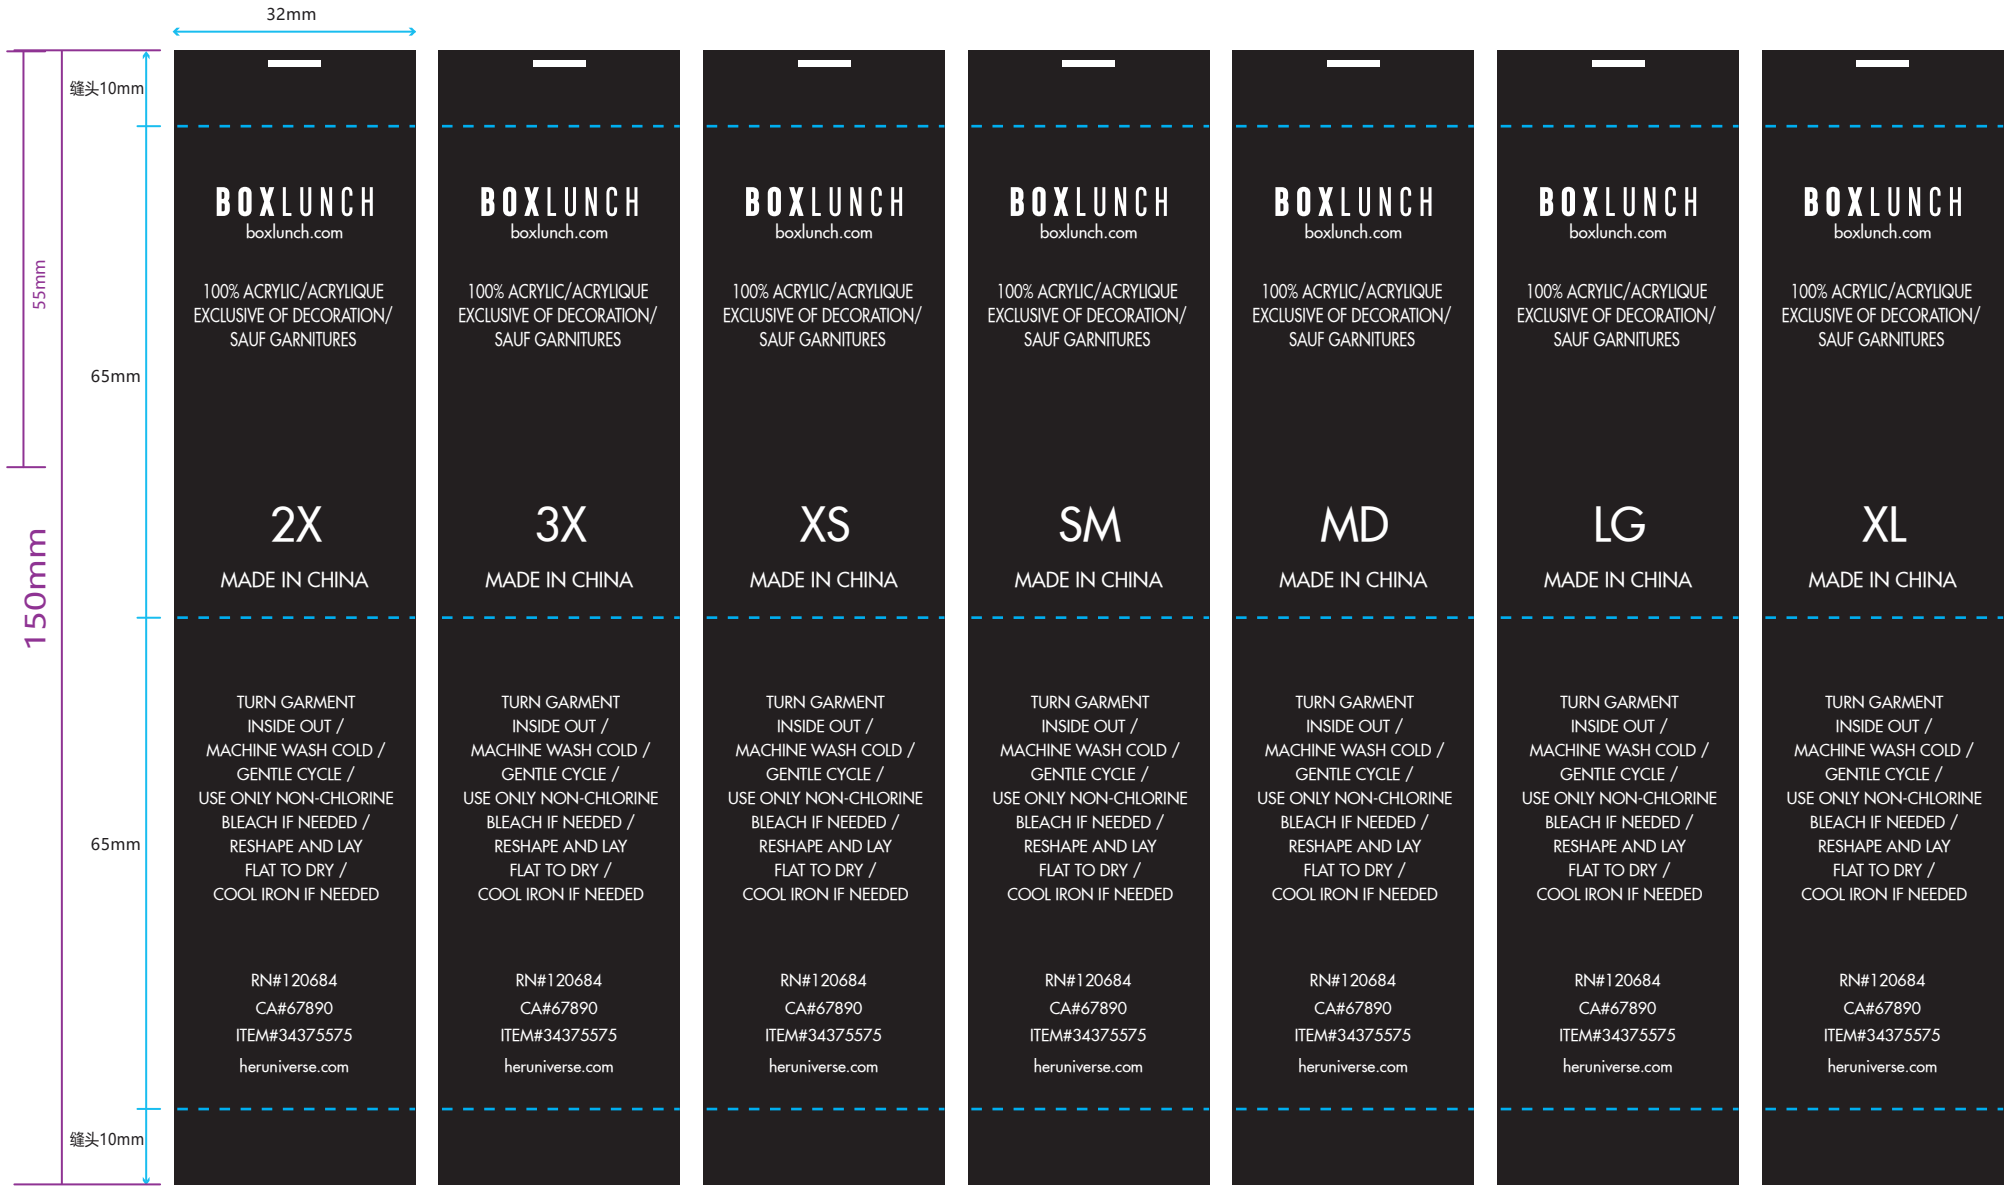 32mm
缝头10mm
55mm
65mm
150mm
65mm
缝头10mm
BOXLUNCH
boxlunch.com
100% ACRYLIC/ACRYLIQUE
EXCLUSIVE OF DECORATION/
SAUF GARNITURES
2X
MADE IN CHINA
TURN GARMENT
INSIDE OUT /
MACHINE WASH COLD /
GENTLE CYCLE /
USE ONLY NON-CHLORINE
BLEACH IF NEEDED /
RESHAPE AND LAY
FLAT TO DRY /
COOL IRON IF NEEDED
RN#120684
CA#67890
ITEM#34375575
heruniverse.com
BOXLUNCH
boxlunch.com
100% ACRYLIC/ACRYLIQUE
EXCLUSIVE OF DECORATION/
SAUF GARNITURES
3X
MADE IN CHINA
TURN GARMENT
INSIDE OUT /
MACHINE WASH COLD /
GENTLE CYCLE /
USE ONLY NON-CHLORINE
BLEACH IF NEEDED /
RESHAPE AND LAY
FLAT TO DRY /
COOL IRON IF NEEDED
RN#120684
CA#67890
ITEM#34375575
heruniverse.com
BOXLUNCH
boxlunch.com
100% ACRYLIC/ACRYLIQUE
EXCLUSIVE OF DECORATION/
SAUF GARNITURES
XS
MADE IN CHINA
TURN GARMENT
INSIDE OUT /
MACHINE WASH COLD /
GENTLE CYCLE /
USE ONLY NON-CHLORINE
BLEACH IF NEEDED /
RESHAPE AND LAY
FLAT TO DRY /
COOL IRON IF NEEDED
RN#120684
CA#67890
ITEM#34375575
heruniverse.com
BOXLUNCH
boxlunch.com
100% ACRYLIC/ACRYLIQUE
EXCLUSIVE OF DECORATION/
SAUF GARNITURES
SM
MADE IN CHINA
TURN GARMENT
INSIDE OUT /
MACHINE WASH COLD /
GENTLE CYCLE /
USE ONLY NON-CHLORINE
BLEACH IF NEEDED /
RESHAPE AND LAY
FLAT TO DRY /
COOL IRON IF NEEDED
RN#120684
CA#67890
ITEM#34375575
heruniverse.com
BOXLUNCH
boxlunch.com
100% ACRYLIC/ACRYLIQUE
EXCLUSIVE OF DECORATION/
SAUF GARNITURES
MD
MADE IN CHINA
TURN GARMENT
INSIDE OUT /
MACHINE WASH COLD /
GENTLE CYCLE /
USE ONLY NON-CHLORINE
BLEACH IF NEEDED /
RESHAPE AND LAY
FLAT TO DRY /
COOL IRON IF NEEDED
RN#120684
CA#67890
ITEM#34375575
heruniverse.com
BOXLUNCH
boxlunch.com
100% ACRYLIC/ACRYLIQUE
EXCLUSIVE OF DECORATION/
SAUF GARNITURES
LG
MADE IN CHINA
TURN GARMENT
INSIDE OUT /
MACHINE WASH COLD /
GENTLE CYCLE /
USE ONLY NON-CHLORINE
BLEACH IF NEEDED /
RESHAPE AND LAY
FLAT TO DRY /
COOL IRON IF NEEDED
RN#120684
CA#67890
ITEM#34375575
heruniverse.com
BOXLUNCH
boxlunch.com
100% ACRYLIC/ACRYLIQUE
EXCLUSIVE OF DECORATION/
SAUF GARNITURES
XL
MADE IN CHINA
TURN GARMENT
INSIDE OUT /
MACHINE WASH COLD /
GENTLE CYCLE /
USE ONLY NON-CHLORINE
BLEACH IF NEEDED /
RESHAPE AND LAY
FLAT TO DRY /
COOL IRON IF NEEDED
RN#120684
CA#67890
ITEM#34375575
heruniverse.com